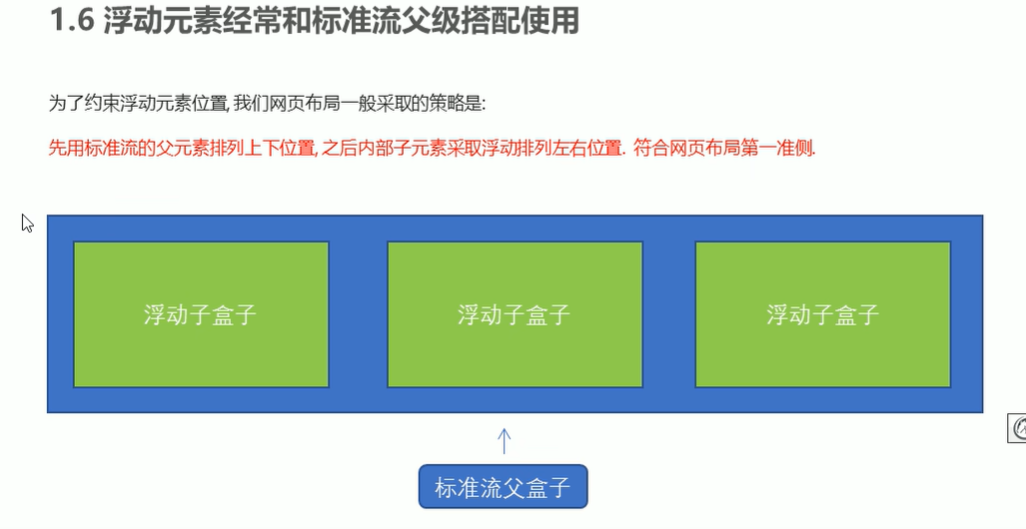 1.6 浮动元素经常和标准流父级搭配使用
为了约束浮动元素位置, 我们网页布局一般采取的策略是:
先用标准流的父元素排列上下位置, 之后内部子元素采取浮动排列左右位置. 符合网页布局第一准侧.
浮动子盒子 浮动子盒子 浮动子盒子
标准流父盒子